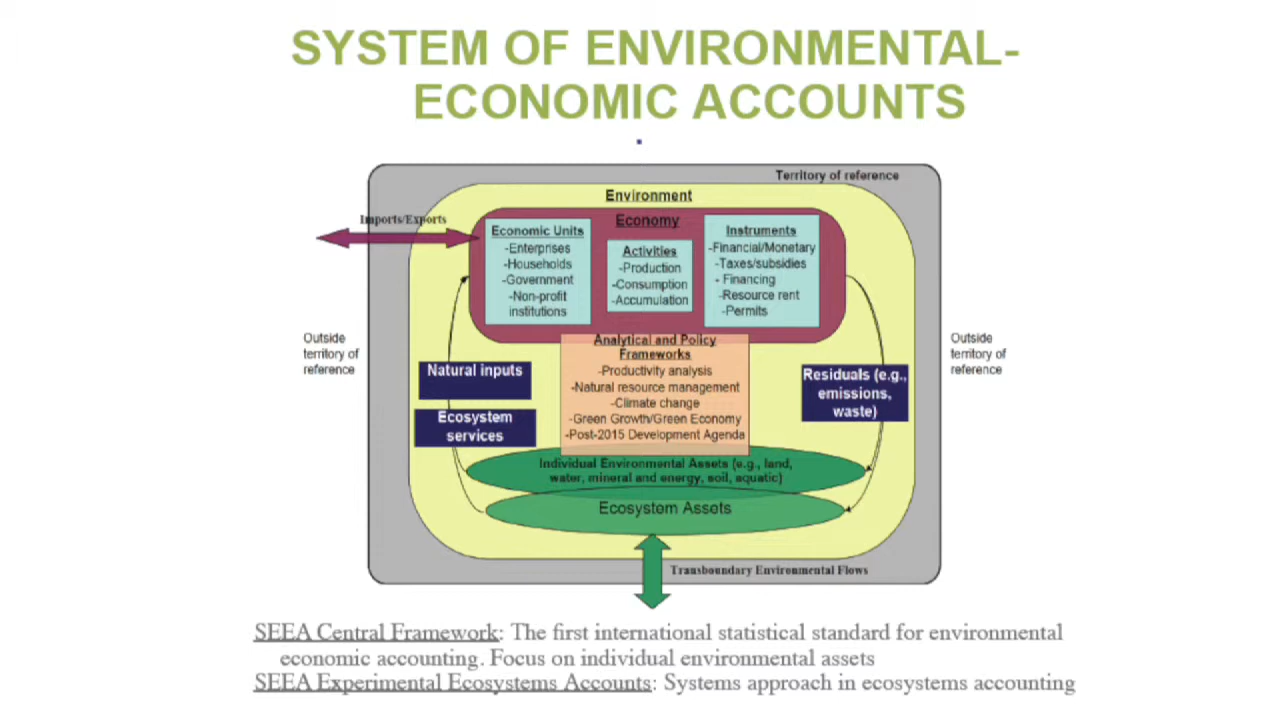 SYSTEM OF ENVIRONMENTAL-
ECONOMIC ACCOUNTS
Territory of reference
Environment
Imports/Exports
Economy
Economic Units
-Enterprises
-Households
-Government
-Non-profit
institutions
Activities
-Production
-Consumption
-Accumulation
Instruments
-Financial/Monetary
-Taxes/subsidies
- Financing
-Resource rent
-Permits
Outside
territory of
reference
Natural inputs
Ecosystem
services
Analytical and Policy
Frameworks
-Productivity analysis
-Natural resource management
-Climate change
-Green Growth/Green Economy
-Post-2015 Development Agenda
Residuals (e.g.,
emissions,
waste)
Outside
territory of
reference
Individual Environmental Assets (e.g., land,
water, mineral and energy, soil, aquatic)
Ecosystem Assets
Transboundary Environmental Flows
SEEA Central Framework: The first international statistical standard for environmental
economic accounting. Focus on individual environmental assets
SEEA Experimental Ecosystems Accounts: Systems approach in ecosystems accounting